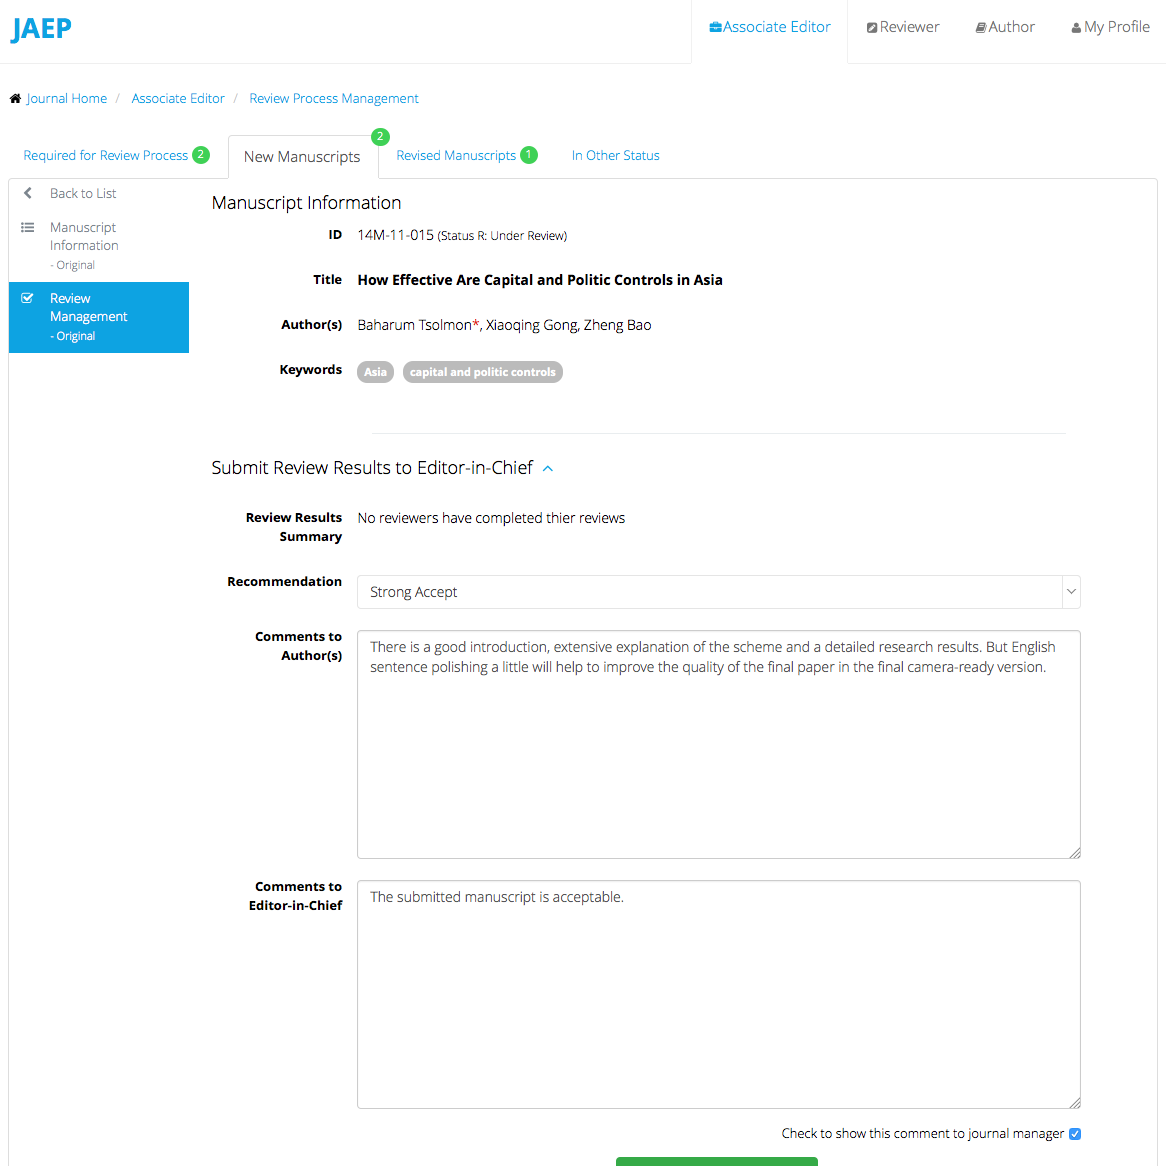 JAEP
Associate Editor
Reviewer
Author
My Profile
Journal Home / Associate Editor / Review Process Management
Required for Review Process 2
New Manuscripts 2
Revised Manuscripts 1
In Other Status
Back to List
Manuscript
Information
- Original
Review
Management
- Original
Manuscript Information
ID 14M-11-015 (Status R: Under Review)
Title How Effective Are Capital and Politic Controls in Asia
Author(s) Baharum Tsolmon*, Xiaoqing Gong, Zheng Bao
Keywords Asia capital and politic controls
Submit Review Results to Editor-in-Chief
Review Results No reviewers have completed thier reviews
Summary
Recommendation Strong Accept
Comments to
Author(s)
There is a good introduction, extensive explanation of the scheme and a detailed research results. But English
sentence polishing a little will help to improve the quality of the final paper in the final camera-ready version.
Comments to
Editor-in-Chief
The submitted manuscript is acceptable.
Check to show this comment to journal manager